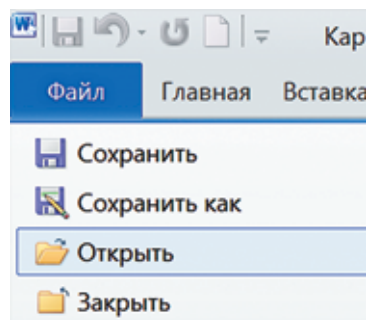 Кар
Файл Главная Вставка
Сохранить
Сохранить как
Открыть
Закрыть